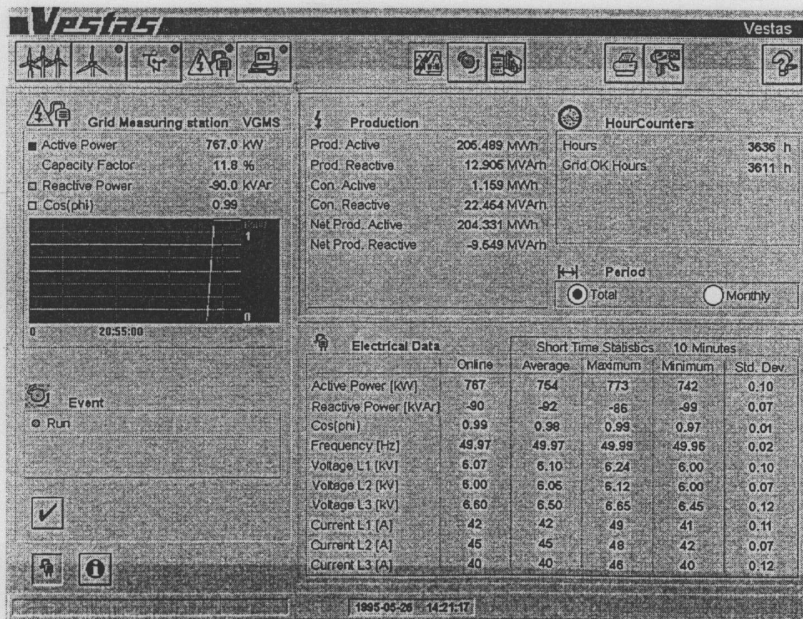 Vestas
Vestas
Grid Measuring station VGMS
Active Power 767.0 kW
Capacity Factor 11.8 %
Reactive Power -90.0 kVAr
Cos(phi) 0.99
1
0
0 20:55:00
Event
Run
Production
Prod. Active 206.489 MWh
Prod. Reactive 12.906 MVArh
Con. Active 1.159 MWh
Con. Reactive 22.454 MVArh
Net Prod. Active 204.331 MWh
Net Prod. Reactive -9.549 MVArh
HourCounters
Hours 3636 h
Grid OK Hours 3611 h
Period
Total Monthly
Electrical Data Short Time Statistics 10 Minutes
Online Average Maximum Minimum Std. Dev.
Active Power [kW] 767 754 773 742 0.10
Reactive Power [kVAr] -90 -92 -86 -99 0.07
Cos(phi) 0.99 0.98 0.99 0.97 0.01
Frequency [Hz] 49.97 49.97 49.99 49.95 0.02
Voltage L1 [kV] 6.07 6.10 6.24 6.00 0.10
Voltage L2 [kV] 6.00 6.06 6.12 6.00 0.07
Voltage L3 [kV] 6.60 6.50 6.65 6.45 0.12
Current L1 [A] 42 42 49 41 0.11
Current L2 [A] 45 45 48 42 0.07
Current L3 [A] 40 40 46 40 0.12
1995-05-26 14:21:17